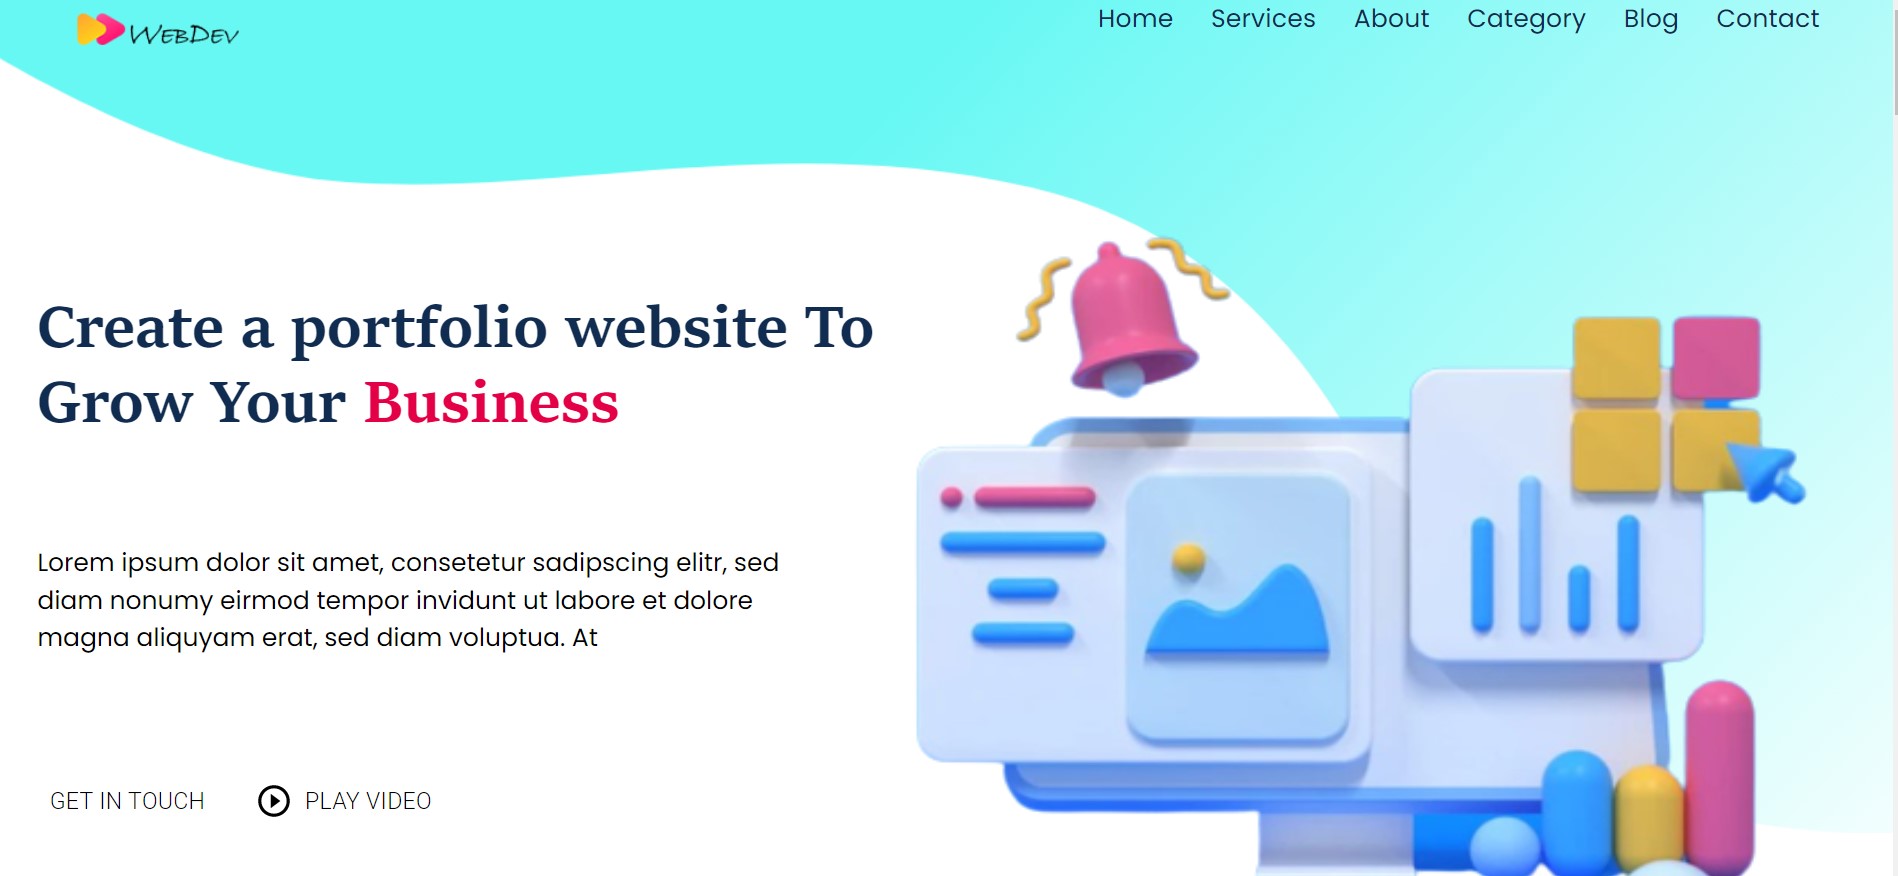 WEBDEV
Home Services About Category Blog Contact
Create a portfolio website To
Grow Your Business
Lorem ipsum dolor sit amet, consetetur sadipscing elitr, sed
diam nonumy eirmod tempor invidunt ut labore et dolore
magna aliquyam erat, sed diam voluptua. At
GET IN TOUCH PLAY VIDEO